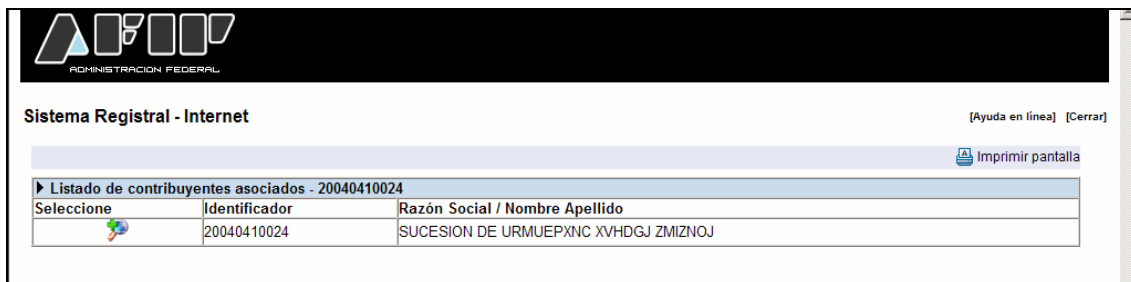 AFIP
ADMINISTRACION FEDERAL
Sistema Registral - Internet [Ayuda en línea] [Cerrar]
Imprimir pantalla
Listado de contribuyentes asociados - 20040410024
Seleccione Identificador Razón Social / Nombre Apellido
20040410024 SUCESION DE URMUEPXNC XVHDGJ ZMIZNOJ